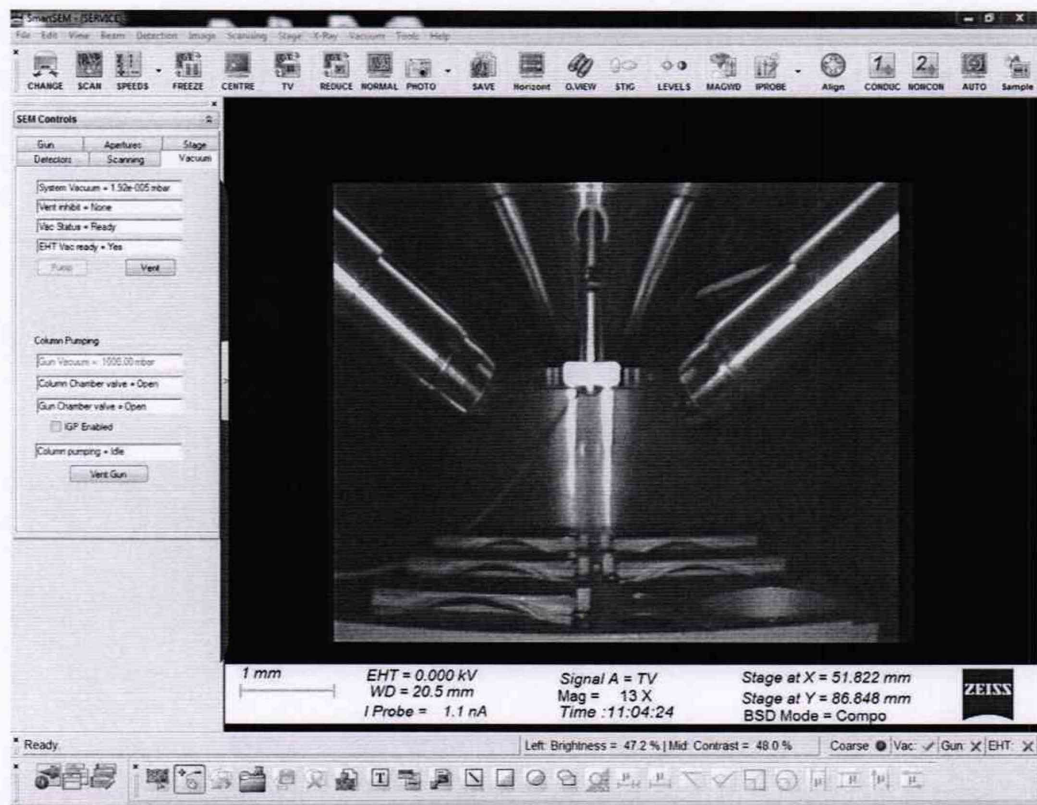 SmartSEM - [SERVICE]
File Edit View Beam Detection Image Scanning Stage X-Ray Vacuum Tools Help
CHANGE SCAN SPEEDS FREEZE CENTRE TV REDUCE NORMAL PHOTO SAVE Horizont O.VIEW STIG LEVELS MAGWD IPROBE Align CONDUC NONCON AUTO Sample
SEM Controls
Gun Apertures Stage
Detectors Scanning Vacuum
System Vacuum = 1.92e-005 mbar
Vent inhibit = None
Vac Status = Ready
EHT Vac ready = Yes
Pump Vent
Column Pumping
Gun Vacuum = 1000.00 mbar
Column Chamber valve = Open
Gun Chamber valve = Open
IGP Enabled
Column pumping = Idle
Vent Gun
1 mm
EHT = 0.000 kV
WD = 20.5 mm
I Probe = 1.1 nA
Signal A = TV
Mag = 13 X
Time :11:04:24
Stage at X = 51.822 mm
Stage at Y = 86.848 mm
BSD Mode = Compo
ZEISS
Ready.
Left: Brightness = 47.2 % | Mid: Contrast = 48.0 % Coarse Vac: Gun: EHT: